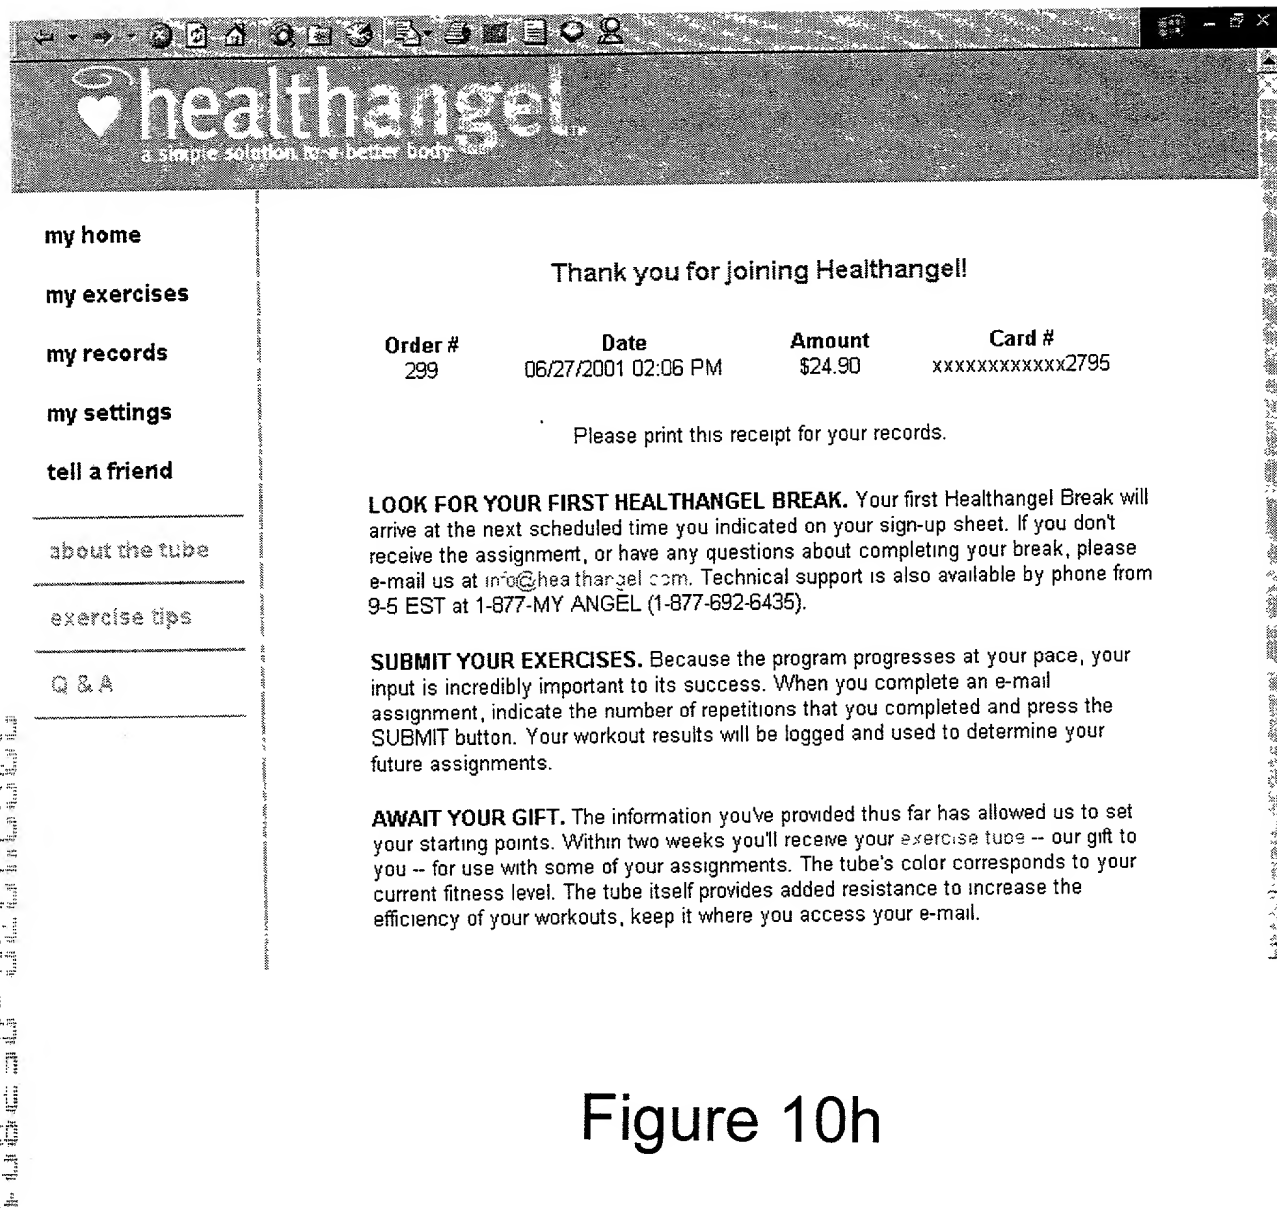 healthangel™
a simple solution to a better body
my home
my exercises
my records
my settings
tell a friend
about the tube
exercise tips
Q & A
Thank you for joining Healthangel!
Order # Date Amount Card #
299 06/27/2001 02:06 PM $24.90 xxxxxxxxxxxx2795
Please print this receipt for your records.
LOOK FOR YOUR FIRST HEALTHANGEL BREAK. Your first Healthangel Break will
arrive at the next scheduled time you indicated on your sign-up sheet. If you don't
receive the assignment, or have any questions about completing your break, please
e-mail us at info@healthangel.com. Technical support is also available by phone from
9-5 EST at 1-877-MY ANGEL (1-877-692-6435).
SUBMIT YOUR EXERCISES. Because the program progresses at your pace, your
input is incredibly important to its success. When you complete an e-mail
assignment, indicate the number of repetitions that you completed and press the
SUBMIT button. Your workout results will be logged and used to determine your
future assignments.
AWAIT YOUR GIFT. The information you've provided thus far has allowed us to set
your starting points. Within two weeks you'll receive your exercise tube -- our gift to
you -- for use with some of your assignments. The tube's color corresponds to your
current fitness level. The tube itself provides added resistance to increase the
efficiency of your workouts, keep it where you access your e-mail.
Figure 10h